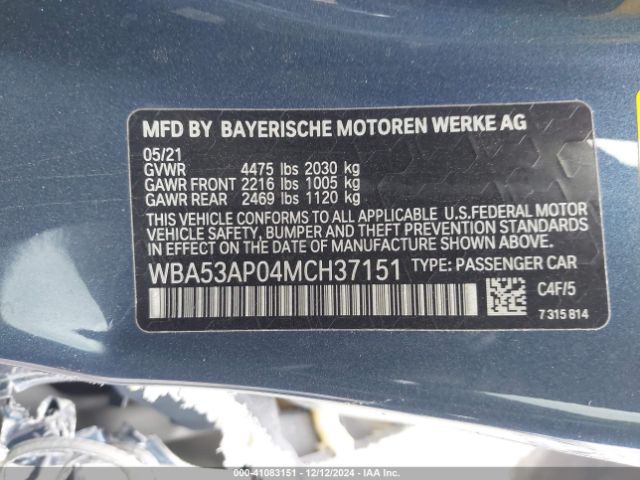 MFD BY BAYERISCHE MOTOREN WERKE AG
05/21
GVWR 4475 lbs 2030 kg
GAWR FRONT 2216 lbs 1005 kg
GAWR REAR 2469 lbs 1120 kg
THIS VEHICLE CONFORMS TO ALL APPLICABLE U.S.FEDERAL MOTOR
VEHICLE SAFETY, BUMPER AND THEFT PREVENTION STANDARDS
IN EFFECT ON THE DATE OF MANUFACTURE SHOWN ABOVE.
WBA53AP04MCH37151 TYPE: PASSENGER CAR
C4F/5
7 315 814
000-41083151 - 12/12/2024 - IAA Inc.